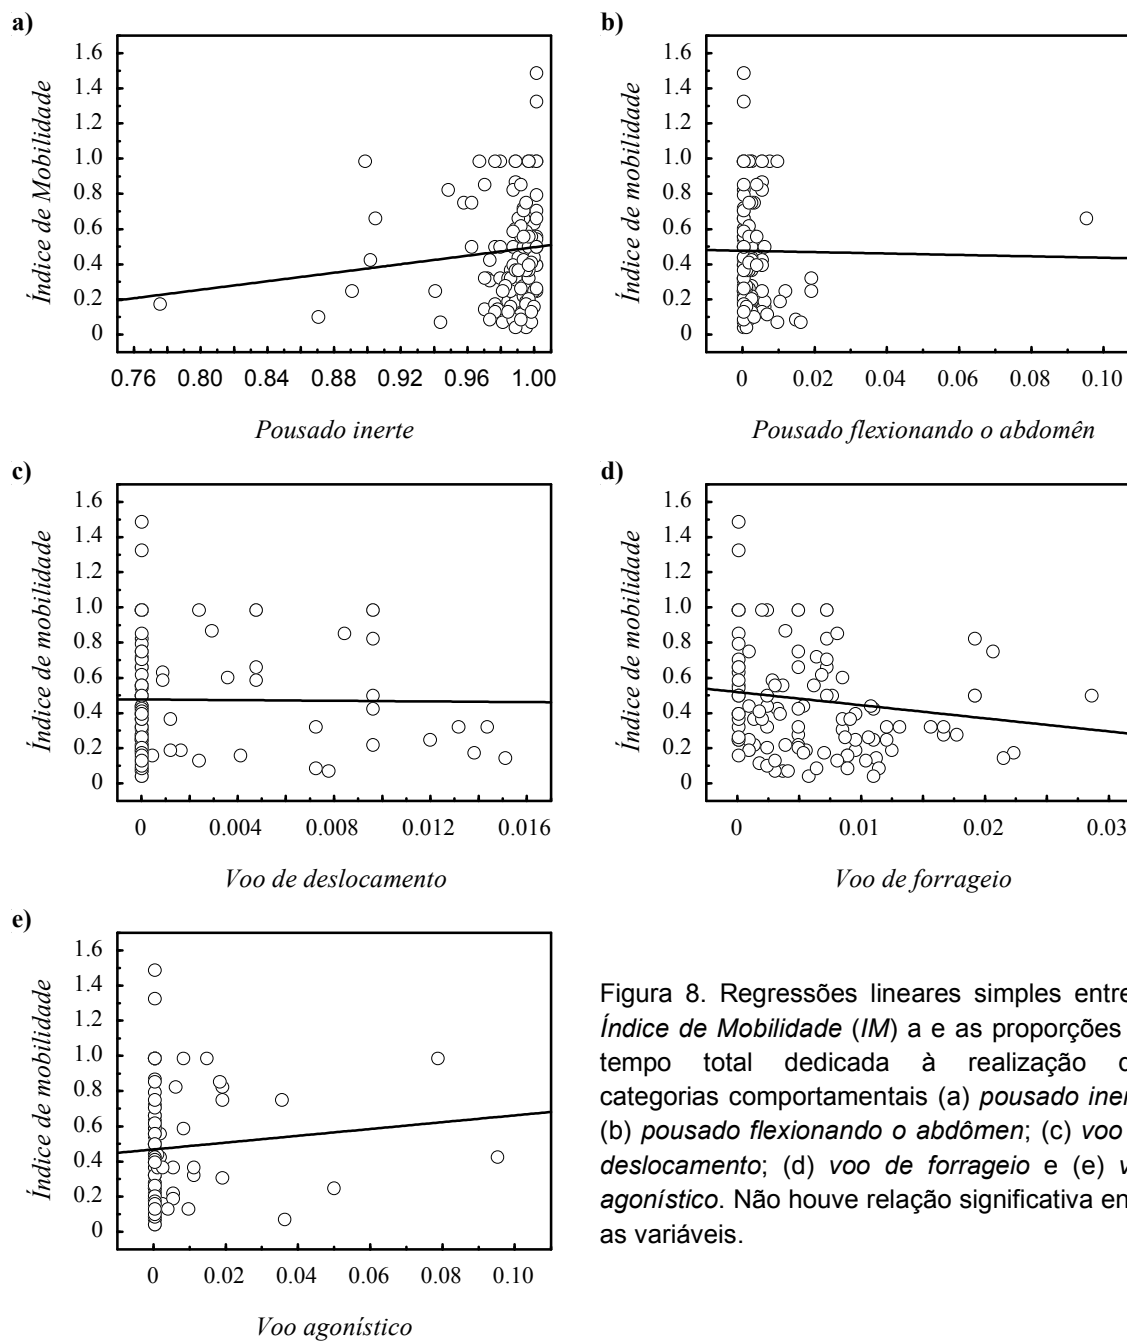 a)
Índice de Mobilidade
1.6
1.4
1.2
1.0
0.8
0.6
0.4
0.2
0
0.76 0.80 0.84 0.88 0.92 0.96 1.00
Pousado inerte
b)
Índice de mobilidade
1.6
1.4
1.2
1.0
0.8
0.6
0.4
0.2
0
0 0.02 0.04 0.06 0.08 0.10
Pousado flexionando o abdomên
c)
Índice de mobilidade
1.6
1.4
1.2
1.0
0.8
0.6
0.4
0.2
0
0 0.004 0.008 0.012 0.016
Voo de deslocamento
d)
Índice de mobilidade
1.6
1.4
1.2
1.0
0.8
0.6
0.4
0.2
0
0 0.01 0.02 0.03
Voo de forrageio
e)
Índice de mobilidade
1.6
1.4
1.2
1.0
0.8
0.6
0.4
0.2
0
0 0.02 0.04 0.06 0.08 0.10
Voo agonístico
Figura 8. Regressões lineares simples entre
Índice de Mobilidade (IM) a e as proporções
tempo total dedicada à realização
categorias comportamentais (a) pousado
(b) pousado flexionando o abdômen; (c) voo
deslocamento; (d) voo de forrageio e (e)
agonístico. Não houve relação significativa
as variáveis.